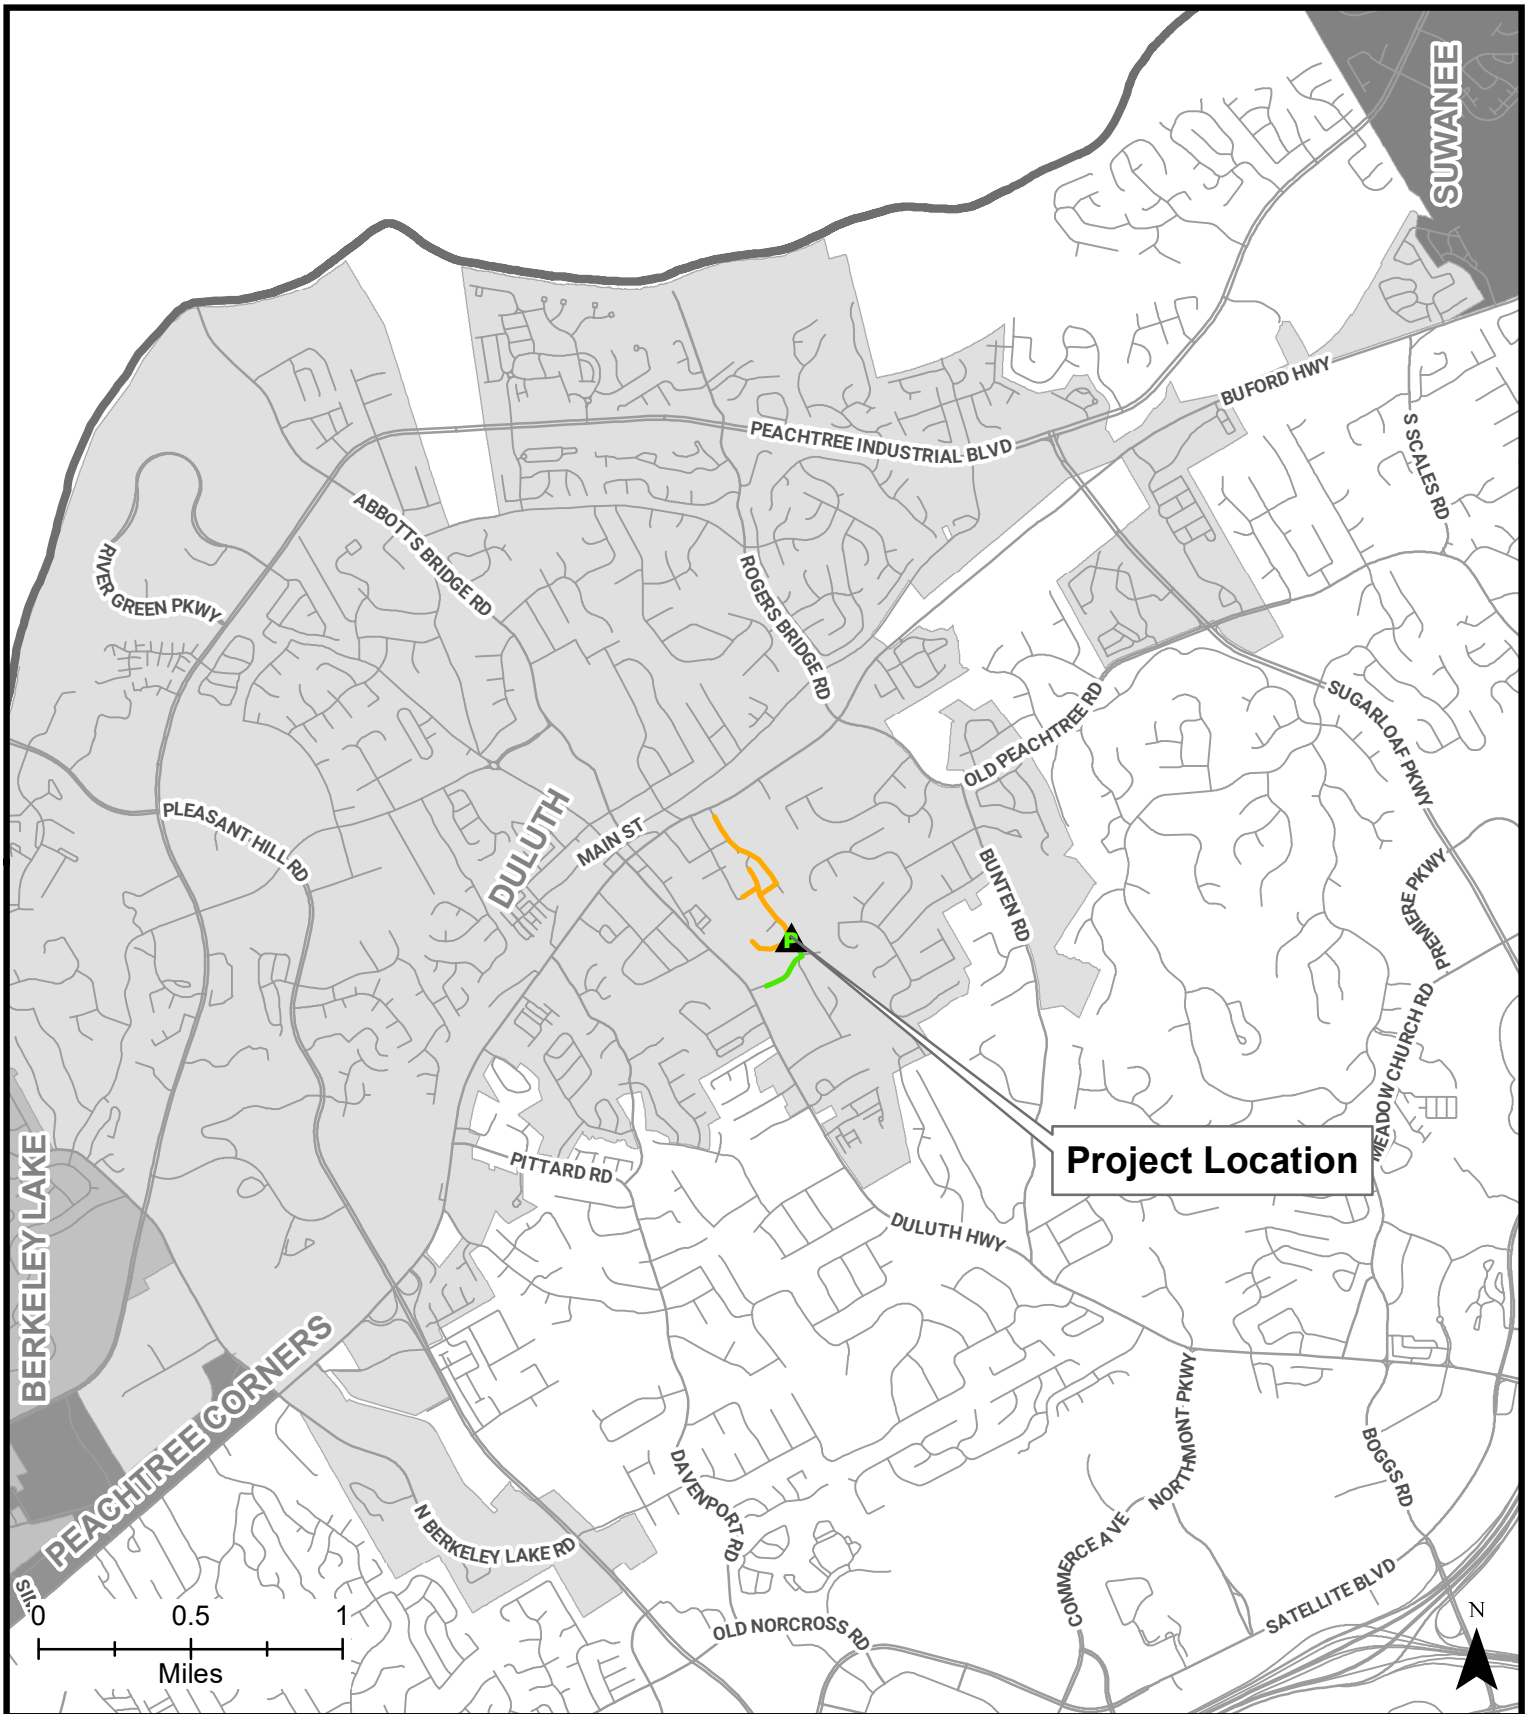 SUWANEE
BUFORD HWY
S SCALES RD
PEACHTREE INDUSTRIAL BLVD
ABBOTTS BRIDGE RD
RIVER GREEN PKWY
ROGERS BRIDGE RD
OLD PEACHTREE RD
SUGARLOAF PKWY
PLEASANT HILL RD
DULUTH
MAIN ST
BUNTEN RD
PREMIERE PKWY
P
MEADOW CHURCH RD
Project Location
PITTARD RD
DULUTH HWY
BERKELEY LAKE
PEACHTREE CORNERS
NORTHMONT PKWY
BOGGS RD
DAVENPORT RD
N BERKELEY LAKE RD
COMMERCE AVE
SATELLITE BLVD
OLD NORCROSS RD
0 0.5 1
Miles
N